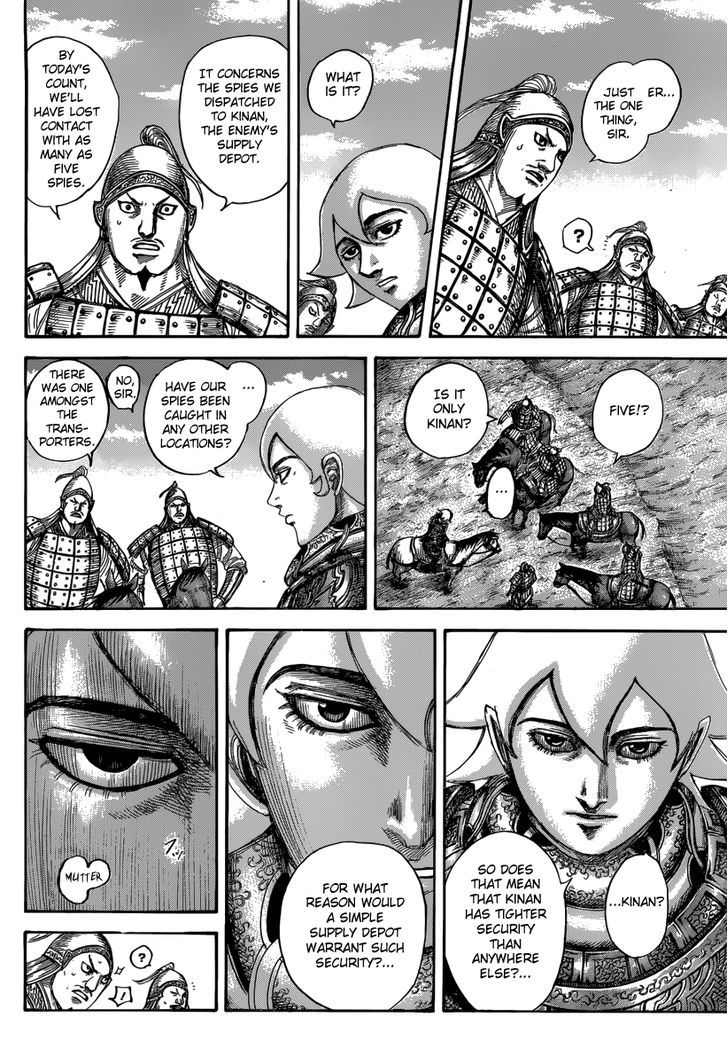 JUST ER...
THE ONE
THING,
SIR.
?
WHAT
IS IT?
IT CONCERNS
THE SPIES WE
DISPATCHED
TO KINAN,
THE ENEMY'S
SUPPLY
DEPOT.
BY
TODAY'S
COUNT,
WE'LL
HAVE LOST
CONTACT
WITH AS
MANY AS
FIVE
SPIES.
FIVE!?
IS IT
ONLY
KINAN?
...
...
HAVE OUR
SPIES BEEN
CAUGHT IN
ANY OTHER
LOCATIONS?
NO,
SIR.
THERE
WAS ONE
AMONGST
THE
TRANS-
PORTERS.
...KINAN?
SO DOES
THAT MEAN
THAT KINAN
HAS TIGHTER
SECURITY
THAN
ANYWHERE
ELSE?...
FOR WHAT
REASON WOULD
A SIMPLE
SUPPLY DEPOT
WARRANT SUCH
SECURITY?...
MUTTER
?
!